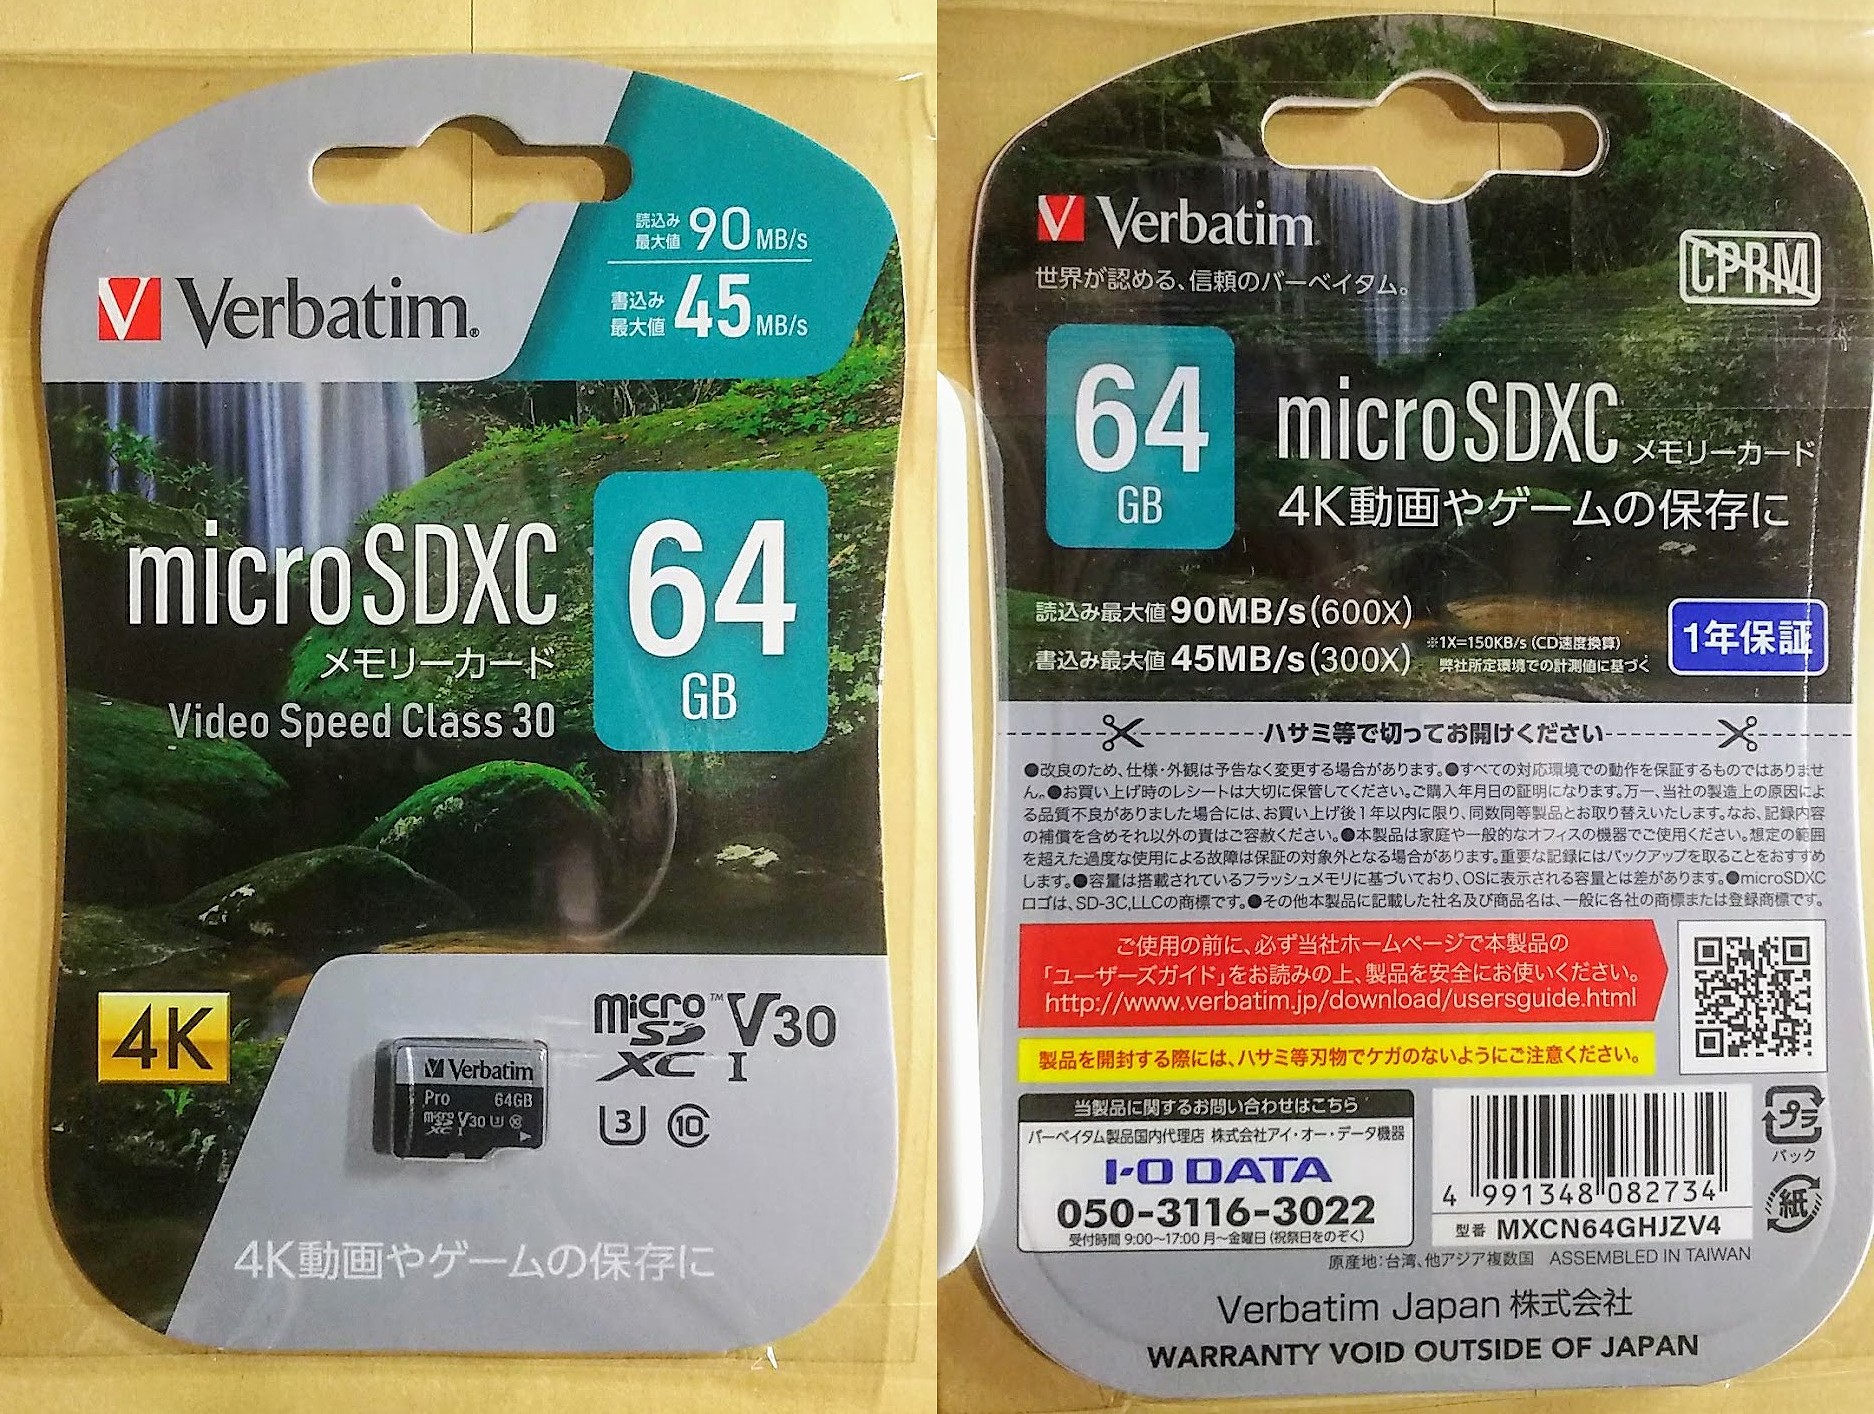 読込み
最大値 90 MB/s
書込み
最大値 45 MB/s
Verbatim®
microSDXC
メモリーカード
Video Speed Class 30
64
GB
4K
Verbatim
Pro 64GB
micro SD XC I V30 U3 10
micro™ SD XC I V30
U3 10
4K動画やゲームの保存に
Verbatim
世界が認める、信頼のバーベイタム。
CPRM
64
GB
microSDXC メモリーカード
4K動画やゲームの保存に
読込み最大値 90MB/s(600X)
書込み最大値 45MB/s(300X)
※1X=150KB/s (CD速度換算)
弊社所定環境での計測値に基づく
1年保証
ハサミ等で切ってお開けください
●改良のため、仕様・外観は予告なく変更する場合があります。●すべての対応環境での動作を保証するものではありませ
ん。●お買い上げ時のレシートは大切に保管してください。ご購入年月日の証明になります。万一、当社の製造上の原因によ
る品質不良がありました場合には、お買い上げ後1年以内に限り、同数同等製品とお取り替えいたします。なお、記録内容
の補償を含めそれ以外の責はご容赦ください。●本製品は家庭や一般的なオフィスの機器でご使用ください。想定の範囲
を超えた過度な使用による故障は保証の対象外となる場合があります。重要な記録にはバックアップを取ることをおすすめ
します。●容量は搭載されているフラッシュメモリに基づいており、OSに表示される容量とは差があります。●microSDXC
ロゴは、SD-3C,LLCの商標です。●その他本製品に記載した社名及び商品名は、一般に各社の商標または登録商標です。
ご使用の前に、必ず当社ホームページで本製品の
「ユーザーズガイド」をお読みの上、製品を安全にお使いください。
http://www.verbatim.jp/download/usersguide.html
製品を開封する際には、ハサミ等刃物でケガのないようにご注意ください。
当製品に関するお問い合わせはこちら
バーベイタム製品国内代理店 株式会社アイ・オー・データ機器
I-O DATA
050-3116-3022
受付時間 9:00〜17:00 月〜金曜日 (祝祭日をのぞく)
4 991348 082734
型番 MXCN64GHJZV4
プラ
パック
紙
原産地:台湾、他アジア複数国 ASSEMBLED IN TAIWAN
Verbatim Japan 株式会社
WARRANTY VOID OUTSIDE OF JAPAN